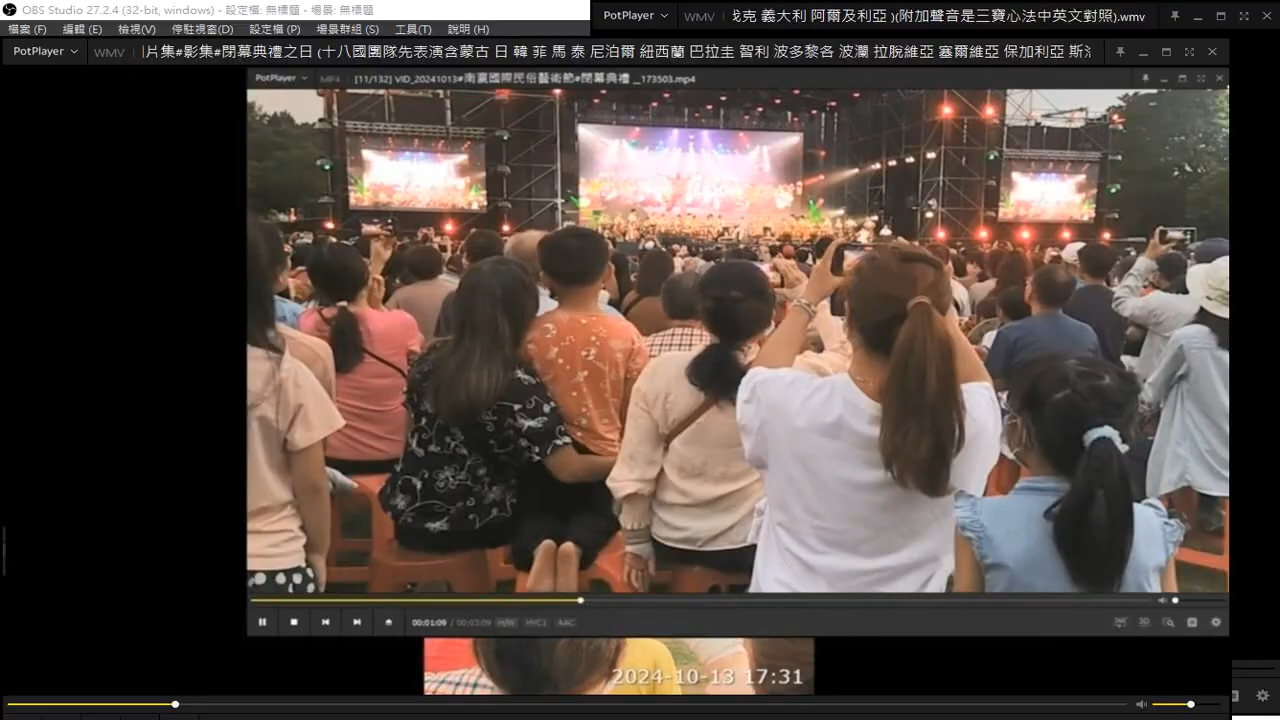 OBS Studio 27.2.4 (32-bit, windows) - 設定檔: 無標題 - 場景: 無標題
檔案 (F) 編輯 (E) 檢視(V) 停駐視窗(D) 設定檔 (P) 場景群組 (S) 工具(T) 說明 (H)
PotPlayer WMV 戈克 義大利 阿爾及利亞 )(附加聲音是三寶心法中英文對照).wmv
PotPlayer WMV 片集#影集#閉幕典禮之日 (十八國團隊先表演含蒙古 日 韓 菲 馬 泰 尼泊爾 紐西蘭 巴拉圭 智利 波多黎各 波瀾 拉脫維亞 塞爾維亞 保加利亞 斯
PotPlayer MP4 [11/132] VID_20241013#南瀛國際民俗藝術節#閉幕典禮 _173503.mp4
00:01:09 / 00:03:09 H/W HVC1 AAC
360° 3D
2024-10-13 17:31